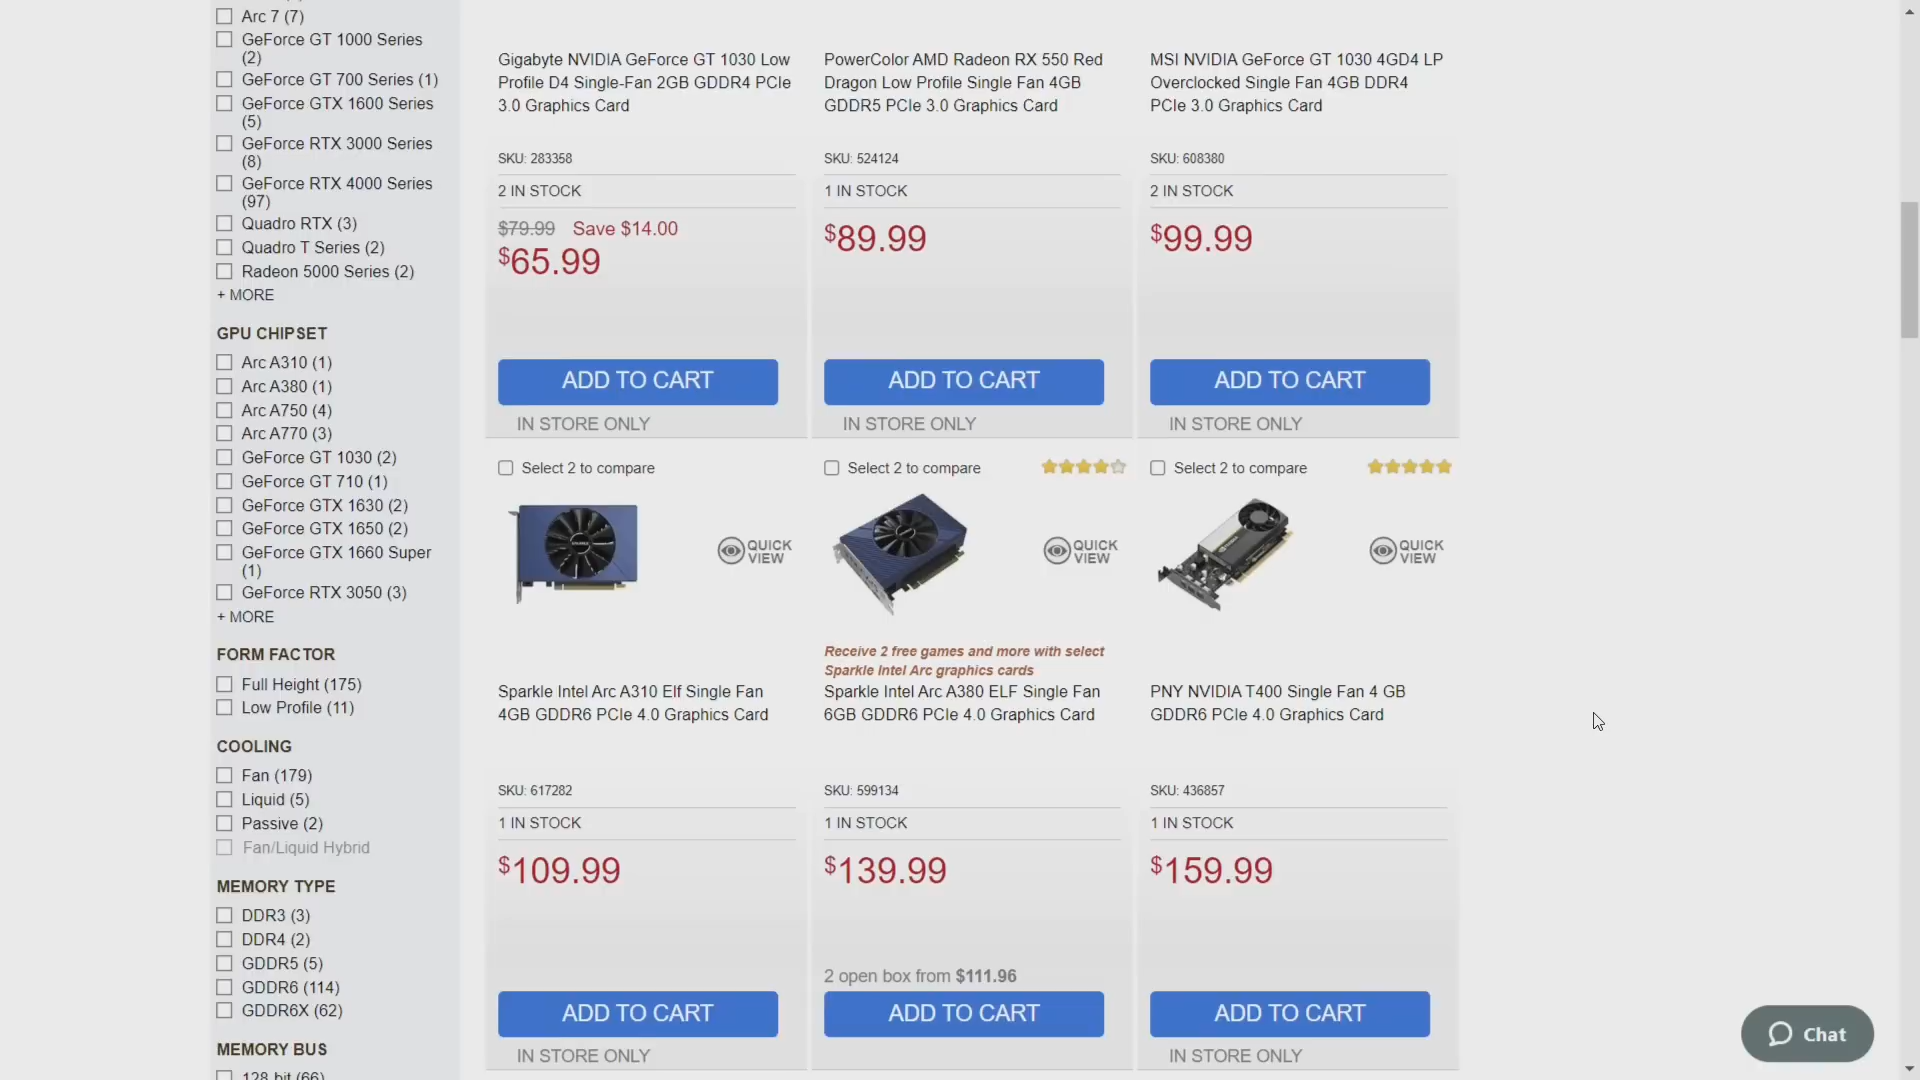 Arc 7 (7)
GeForce GT 1000 Series
(2)
GeForce GT 700 Series (1)
GeForce GTX 1600 Series
(5)
GeForce RTX 3000 Series
(8)
GeForce RTX 4000 Series
(97)
Quadro RTX (3)
Quadro T Series (2)
Radeon 5000 Series (2)
+ MORE
GPU CHIPSET
Arc A310 (1)
Arc A380 (1)
Arc A750 (4)
Arc A770 (3)
GeForce GT 1030 (2)
GeForce GT 710 (1)
GeForce GTX 1630 (2)
GeForce GTX 1650 (2)
GeForce GTX 1660 Super
(1)
GeForce RTX 3050 (3)
+ MORE
FORM FACTOR
Full Height (175)
Low Profile (11)
COOLING
Fan (179)
Liquid (5)
Passive (2)
Fan/Liquid Hybrid
MEMORY TYPE
DDR3 (3)
DDR4 (2)
GDDR5 (5)
GDDR6 (114)
GDDR6X (62)
MEMORY BUS
128 bit (66)
Gigabyte NVIDIA GeForce GT 1030 Low
Profile D4 Single-Fan 2GB GDDR4 PCIe
3.0 Graphics Card
SKU: 283358
2 IN STOCK
$79.99 Save $14.00
$65.99
ADD TO CART
IN STORE ONLY
PowerColor AMD Radeon RX 550 Red
Dragon Low Profile Single Fan 4GB
GDDR5 PCIe 3.0 Graphics Card
SKU: 524124
1 IN STOCK
$89.99
ADD TO CART
IN STORE ONLY
MSI NVIDIA GeForce GT 1030 4GD4 LP
Overclocked Single Fan 4GB DDR4
PCIe 3.0 Graphics Card
SKU: 608380
2 IN STOCK
$99.99
ADD TO CART
IN STORE ONLY
Select 2 to compare
QUICK
VIEW
Sparkle Intel Arc A310 Elf Single Fan
4GB GDDR6 PCIe 4.0 Graphics Card
SKU: 617282
1 IN STOCK
$109.99
ADD TO CART
IN STORE ONLY
Select 2 to compare
QUICK
VIEW
Receive 2 free games and more with select
Sparkle Intel Arc graphics cards
Sparkle Intel Arc A380 ELF Single Fan
6GB GDDR6 PCIe 4.0 Graphics Card
SKU: 599134
1 IN STOCK
$139.99
2 open box from $111.96
ADD TO CART
Select 2 to compare
QUICK
VIEW
PNY NVIDIA T400 Single Fan 4 GB
GDDR6 PCIe 4.0 Graphics Card
SKU: 436857
1 IN STOCK
$159.99
ADD TO CART
IN STORE ONLY
Chat